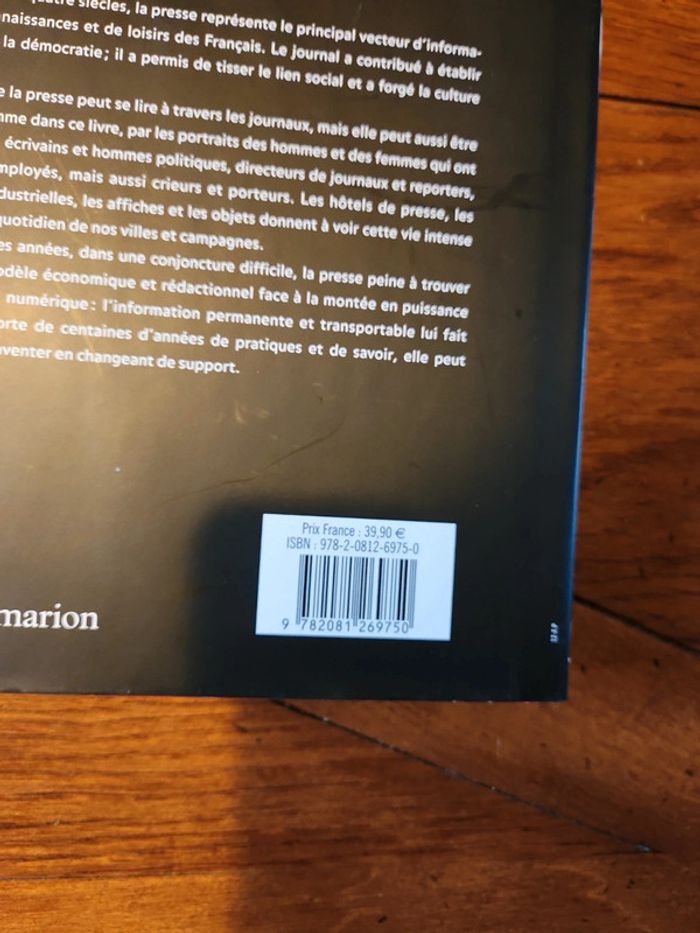 siècles, la presse représente le principal vecteur d'informa-
naissances et de loisirs des Français. Le journal a contribué à établir
la démocratie ; il a permis de tisser le lien social et a forgé la culture
la presse peut se lire à travers les journaux, mais elle peut aussi être
mme dans ce livre, par les portraits des hommes et des femmes qui ont
écrivains et hommes politiques, directeurs de journaux et reporters,
mployés, mais aussi crieurs et porteurs. Les hôtels de presse, les
dustrielles, les affiches et les objets donnent à voir cette vie intense
quotidien de nos villes et campagnes.
es années, dans une conjoncture difficile, la presse peine à trouver
odèle économique et rédactionnel face à la montée en puissance
numérique : l'information permanente et transportable lui fait
orte de centaines d'années de pratiques et de savoir, elle peut
venter en changeant de support.
Prix France : 39,90 €
ISBN : 978-2-0812-6975-0
9 782081 269750
marion